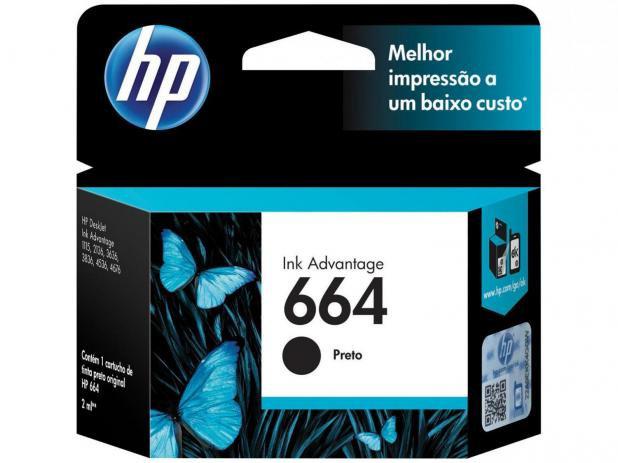 hp
Melhor
impressão a
um baixo custo*
HP DeskJet
Ink Advantage
1115, 2136, 3636,
3836, 4536, 4676
Contém 1 cartucho de
tinta preto original
HP 664
2 ml**
Ink Advantage
664
Preto
www.hp.com/go/ok
hp